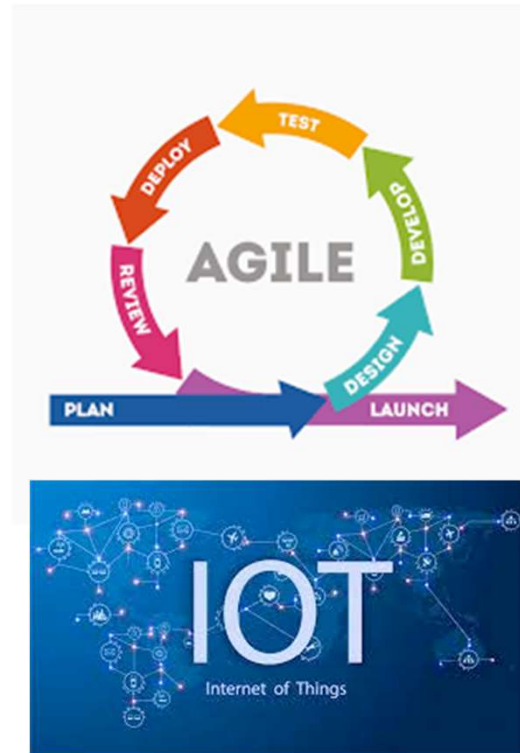 TEST
DEPLOY
DEVELOP
AGILE
REVIEW
DESIGN
PLAN
LAUNCH
IOT
Internet of Things